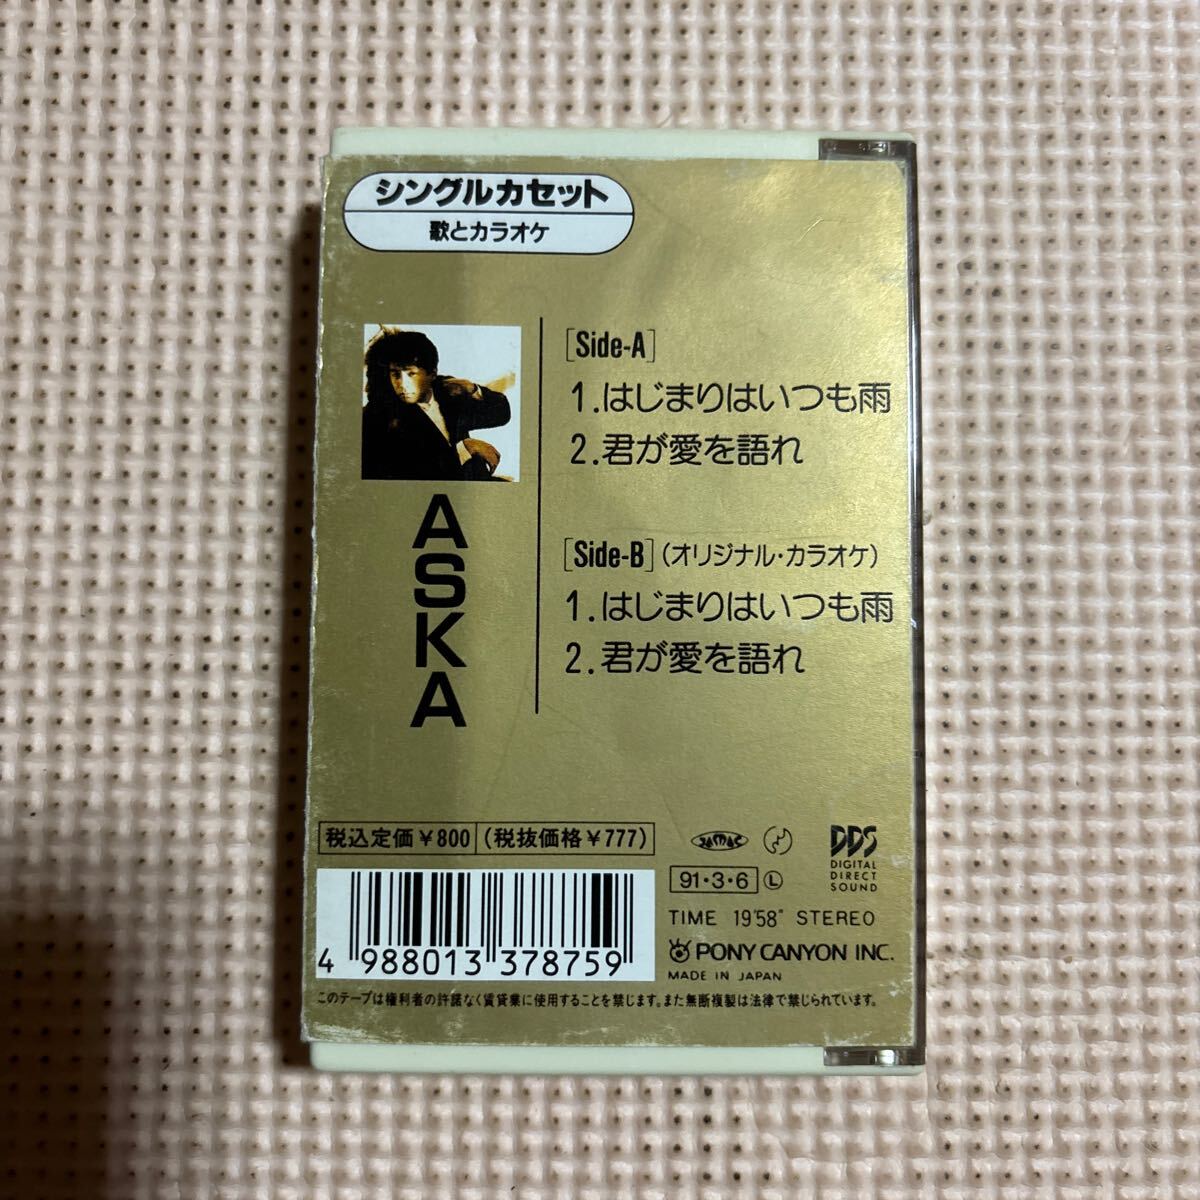 シングルカセット
歌とカラオケ
[Side-A]
1.はじまりはいつも雨
2.君が愛を語れ
ASKA
[Side-B](オリジナル・カラオケ)
1.はじまりはいつも雨
2.君が愛を語れ
税込定価¥800 (税抜価格¥777)
DDS
DIGITAL
DIRECT
SOUND
91・3・6 Ⓛ
TIME 19'58" STEREO
PONY CANYON INC.
MADE IN JAPAN
4 988013 378759
このテープは権利者の許諾なく賃貸業に使用することを禁じます。また無断複製は法律で禁じられています。